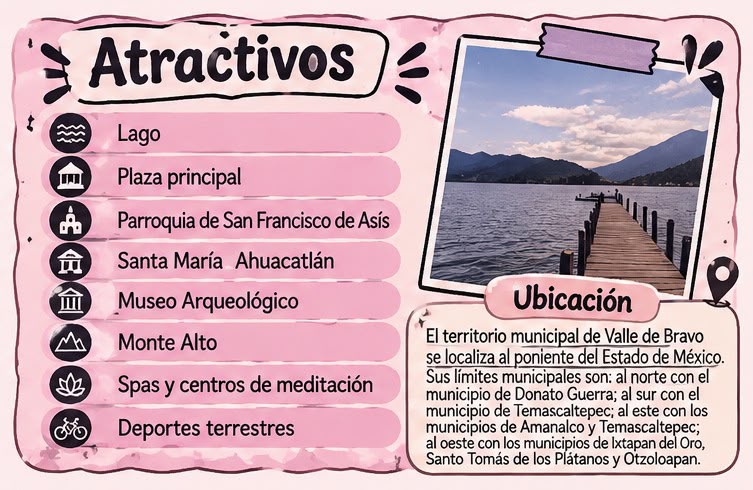 Atractivos
Lago
Plaza principal
Parroquia de San Francisco de Asís
Santa María Ahuacatlán
Museo Arqueológico
Monte Alto
Spas y centros de meditación
Deportes terrestres
Ubicación
El territorio municipal de Valle de Bravo
se localiza al poniente del Estado de México.
Sus límites municipales son: al norte con el
municipio de Donato Guerra; al sur con el
municipio de Temascaltepec; al este con los
municipios de Amanalco y Temascaltepec;
al oeste con los municipios de Ixtapan del Oro,
Santo Tomás de los Plátanos y Otzoloapan.